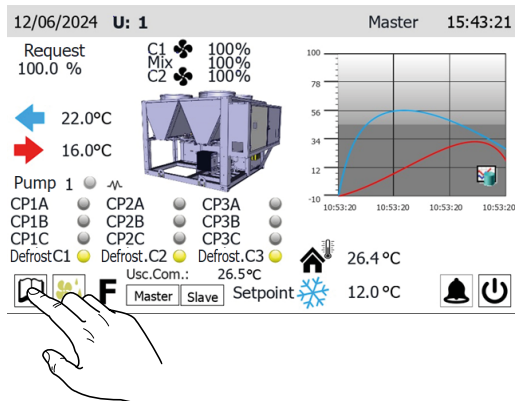 12/06/2024 U: 1 Master 15:43:21
Request
100.0 %
C1 100%
Mix 100%
C2 100%
22.0°C
16.0°C
Pump 1
CP1A CP2A CP3A
CP1B CP2B CP3B
CP1C CP2C CP3C
DefrostC1 Defrost.C2 Defrost.C3
100
78
56
34
12
-10
10:53:20 10:53:20 10:53:20 10:53:20
26.4 °C
F
Usc.Com.: 26.5°C
Master Slave
Setpoint 12.0 °C